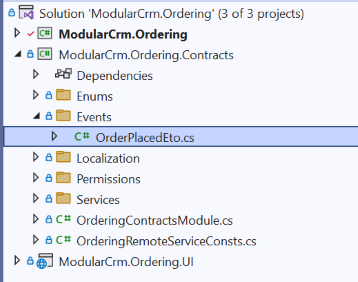 Solution 'ModularCrm.Ordering' (3 of 3 projects)
ModularCrm.Ordering
ModularCrm.Ordering.Contracts
Dependencies
Enums
Events
C# OrderPlacedEto.cs
Localization
Permissions
Services
C# OrderingContractsModule.cs
C# OrderingRemoteServiceConsts.cs
ModularCrm.Ordering.UI